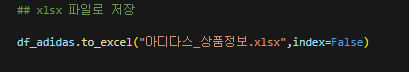 ## xlsx 파일로 저장
df_adidas.to_excel("아디다스_상품정보.xlsx",index=False)